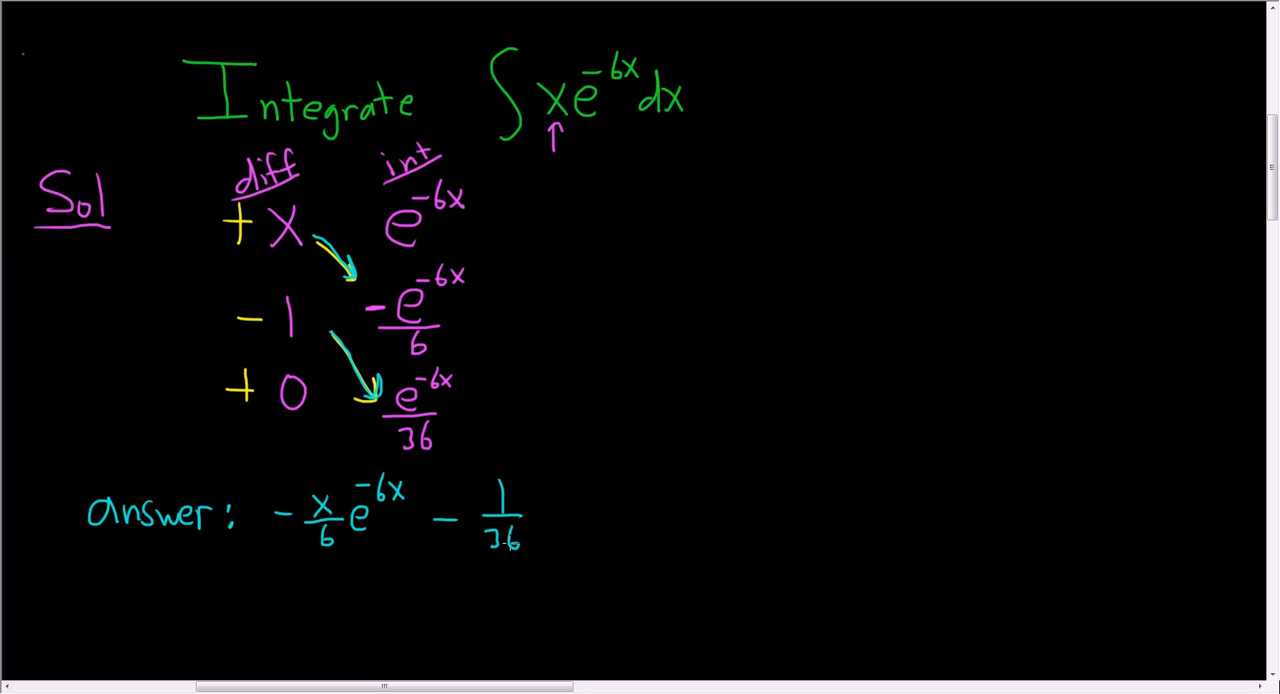 Integrate ∫ xe^{-6x} dx
Sol
diff int
+ x e^{-6x}
- 1 -e^{-6x}/6
+ 0 e^{-6x}/36
answer: - x/6 e^{-6x} - 1/36